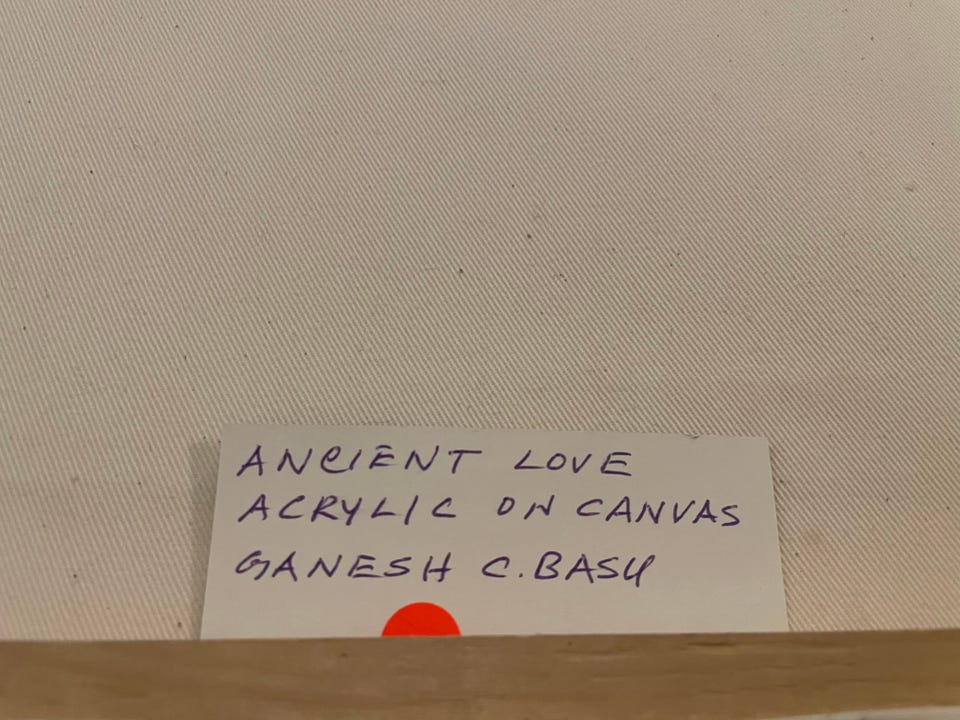 ANCIENT LOVE
ACRYLIC ON CANVAS
GANESH C. BASU